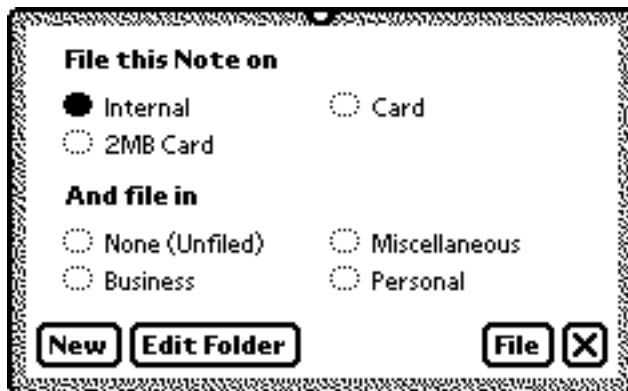 File this Note on
Internal Card
2MB Card
And file in
None (Unfiled) Miscellaneous
Business Personal
New Edit Folder File X